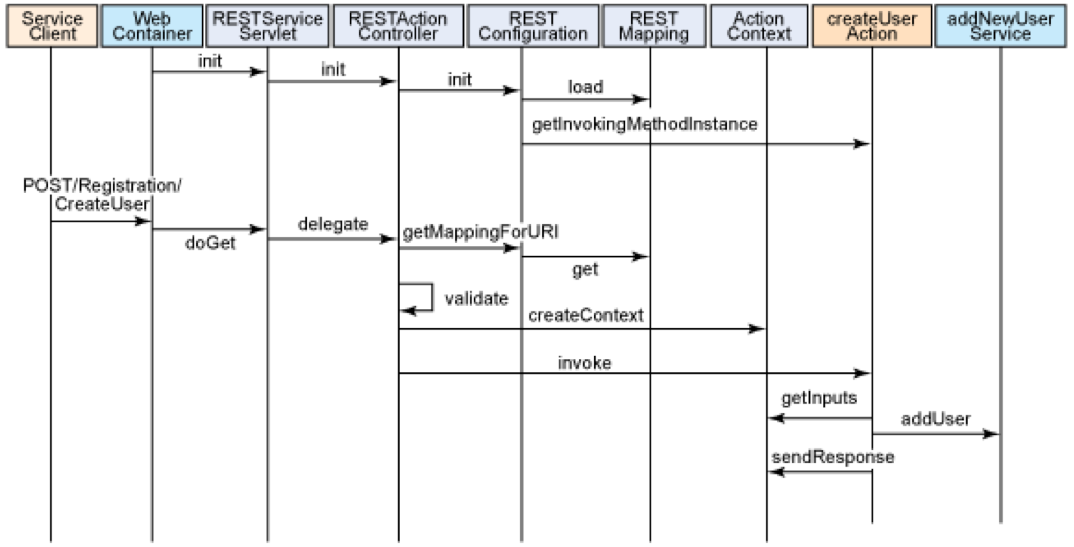 Service
Client
Web
Container
RESTService
Servlet
RESTAction
Controller
REST
Configuration
REST
Mapping
Action
Context
createUser
Action
addNewUser
Service
init
init
init
load
getInvokingMethodInstance
POST/Registration/
CreateUser
doGet
delegate
getMappingForURI
get
validate
createContext
invoke
getInputs
addUser
sendResponse